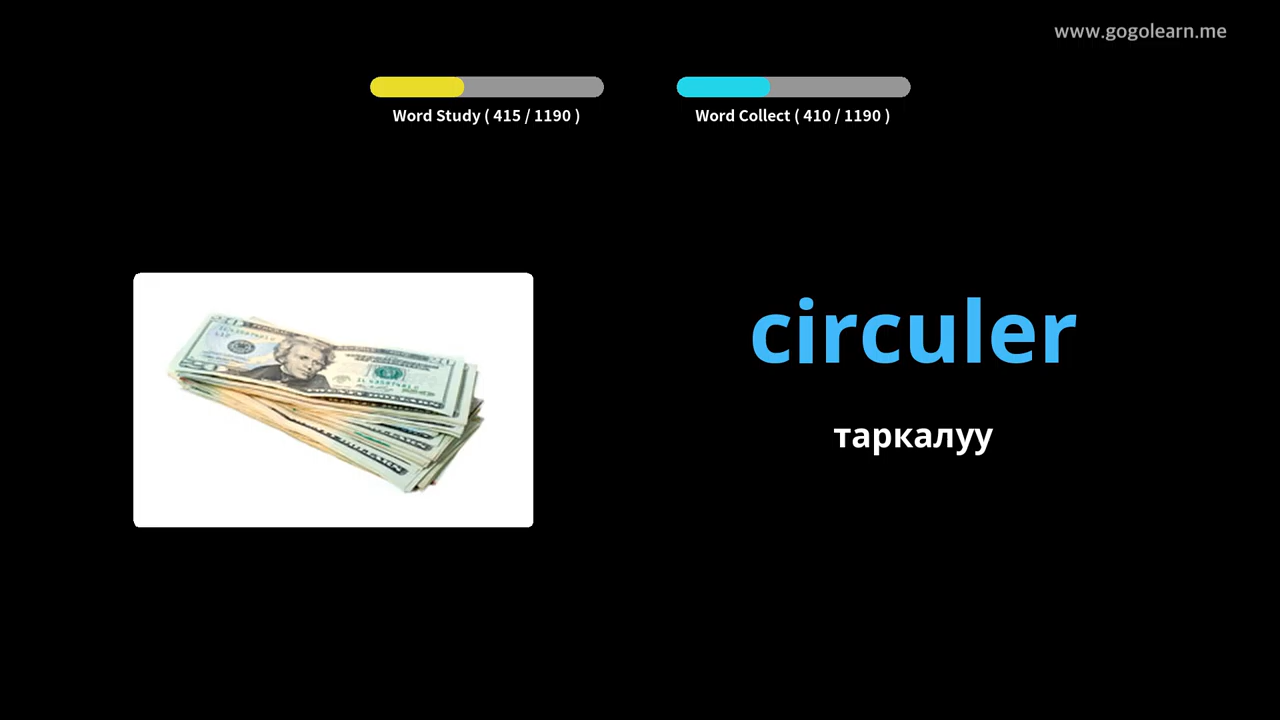 www.gogolearn.me
Word Study ( 415 / 1190 )
Word Collect ( 410 / 1190 )
circuler
таркалуу